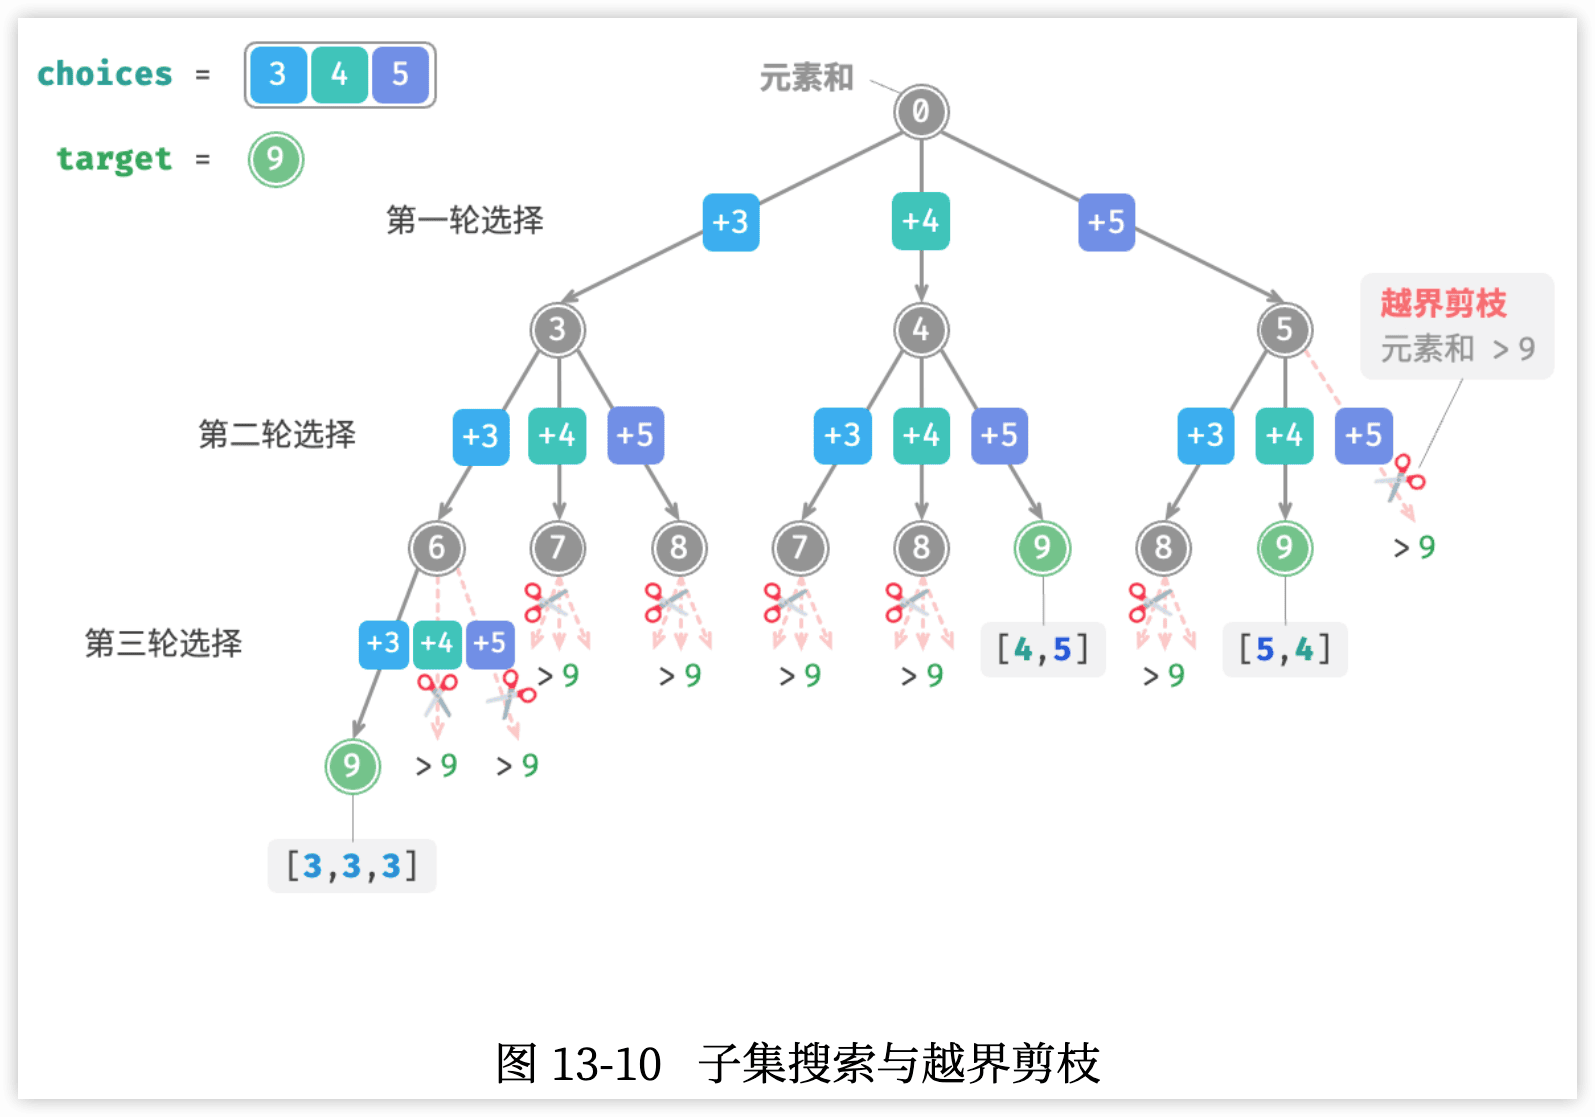 choices = 3 4 5
元素和
0
target = 9
第一轮选择
+3 +4 +5
越界剪枝
元素和 > 9
3 4 5
第二轮选择
+3 +4 +5 +3 +4 +5 +3 +4 +5
6 7 8 7 8 9 8 9 > 9
第三轮选择
+3 +4 +5
[4,5] [5,4]
> 9 > 9 > 9 > 9 > 9
9 > 9 > 9
[3,3,3]
图 13-10 子集搜索与越界剪枝